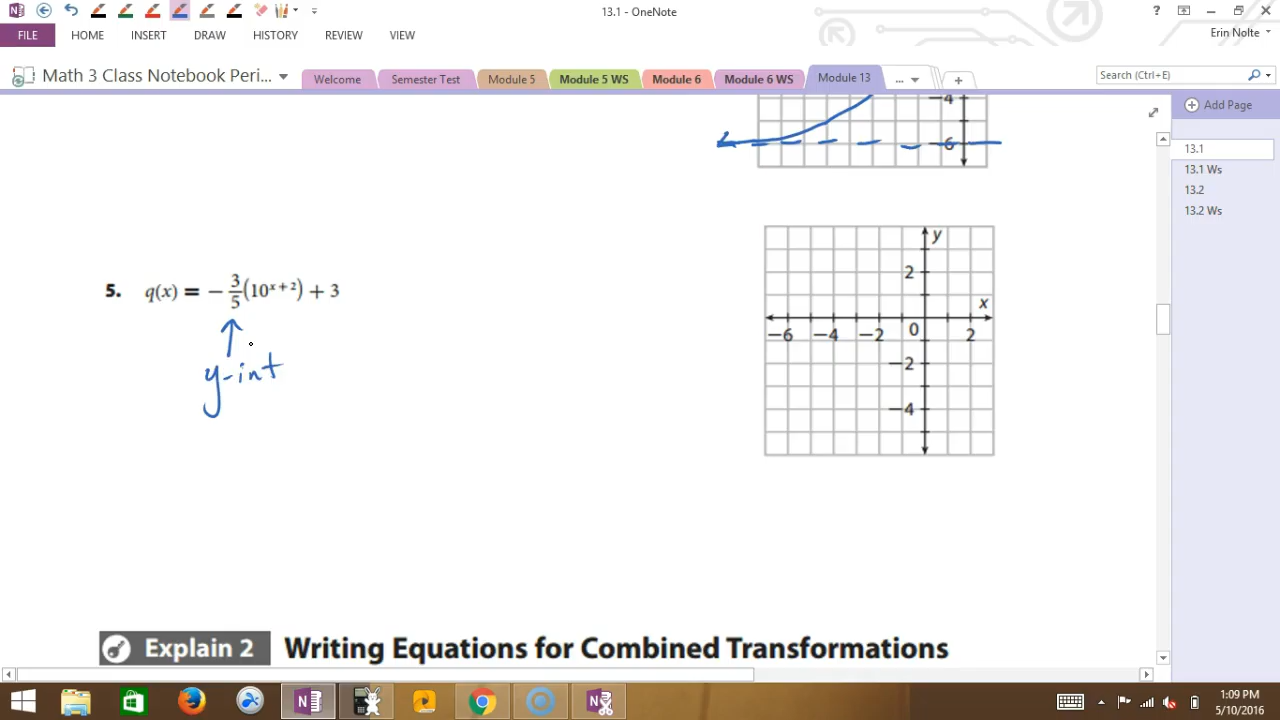 13.1 - OneNote
?
FILE HOME INSERT DRAW HISTORY REVIEW VIEW
Erin Nolte
Math 3 Class Notebook Peri...
Welcome Semester Test Module 5 Module 5 WS Module 6 Module 6 WS Module 13 ... +
Search (Ctrl+E)
Add Page
13.1
13.1 Ws
13.2
13.2 Ws
−4
−6
y
2
x
−6 −4 −2 0 2
−2
−4
5. q(x) = − 3/5 (10^{x + 2}) + 3
y-int
Explain 2 Writing Equations for Combined Transformations
1:09 PM
5/10/2016